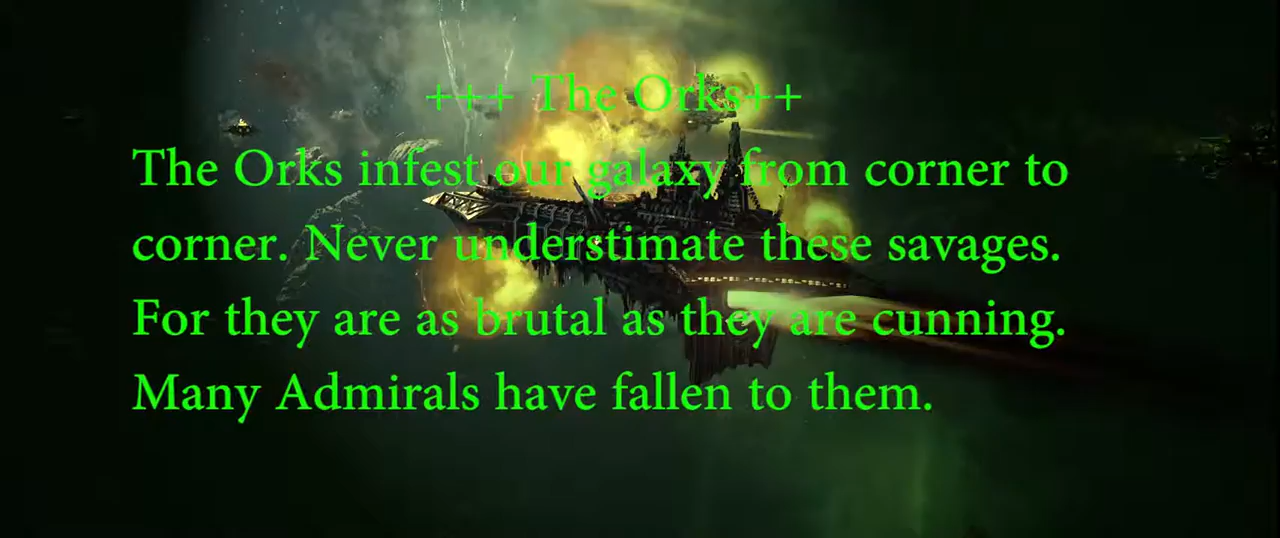 +++ The Orks++
The Orks infest our galaxy from corner to
corner. Never understimate these savages.
For they are as brutal as they are cunning.
Many Admirals have fallen to them.